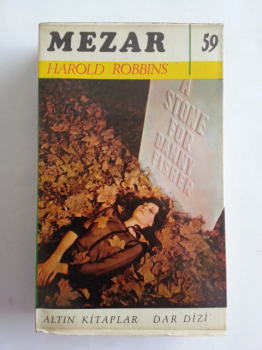 MEZAR
59
HAROLD ROBBINS
A
STONE
FOR
DANNY
FISHER
ALTIN KİTAPLAR DAR DİZİ